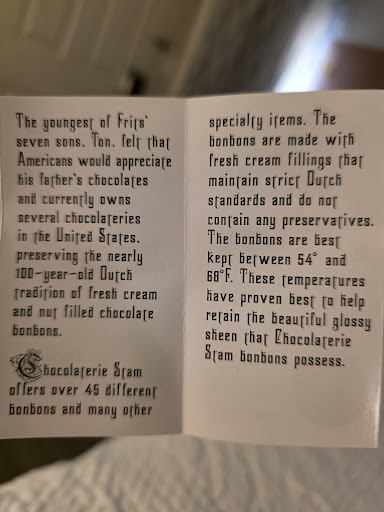 The youngest of Frits'
seven sons, Ton, felt that
Americans would appreciate
his father's chocolates
and currently owns
several chocolateries
in the United States,
preserving the nearly
100-year-old Dutch
tradition of fresh cream
and nut filled chocolate
bonbons.
Chocolaterie Stam
offers over 45 different
bonbons and many other
specialty items. The
bonbons are made with
fresh cream fillings that
maintain strict Dutch
standards and do not
contain any preservatives.
The bonbons are best
kept between 54° and
68°F. These temperatures
have proven best to help
retain the beautiful glossy
sheen that Chocolaterie
Stam bonbons possess.